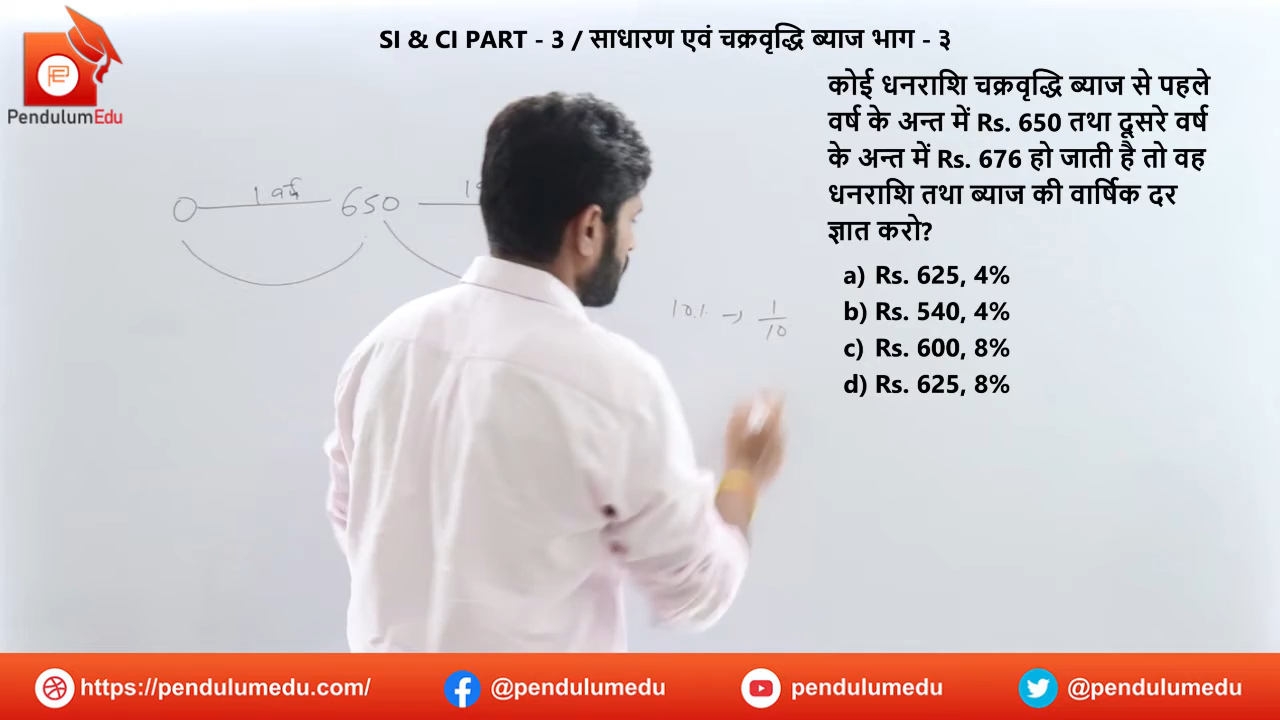 SI & CI PART - 3 / साधारण एवं चक्रवृद्धि ब्याज भाग - ३
PendulumEdu
कोई धनराशि चक्रवृद्धि ब्याज से पहले
वर्ष के अन्त में Rs. 650 तथा दूसरे वर्ष
के अन्त में Rs. 676 हो जाती है तो वह
धनराशि तथा ब्याज की वार्षिक दर
ज्ञात करो?
a) Rs. 625, 4%
b) Rs. 540, 4%
c) Rs. 600, 8%
d) Rs. 625, 8%
0 1 वर्ष 650
10% → 1/10
https://pendulumedu.com/ @pendulumedu pendulumedu @pendulumedu